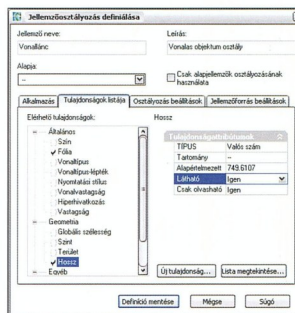 Jellemzőosztályozás definiálása
Jellemző neve:
Leírás:
Vonallánc
Vonalas objektum osztály
Alapja:
--
Csak alapjellemzők osztályozásának használata
Alkalmazás
Tulajdonságok listája
Osztályozás beállítások
Jellemzőforrás beállítások
Elérhető tulajdonságok:
Hossz
Általános
Szín
Fólia
Vonaltípus
Vonaltípus-lépték
Nyomtatási stílus
Vonalvastagság
Hiperhivatkozás
Vastagság
Geometria
Globális szélesség
Szint
Terület
Hossz
Egyéb
Tulajdonságattribútumok
TÍPUS Valós szám
Tartomány --
Alapértelmezett 749.6107
Látható Igen
Csak olvasható Igen
Új tulajdonság...
Lista megtekintése...
Definíció mentése
Mégse
Súgó